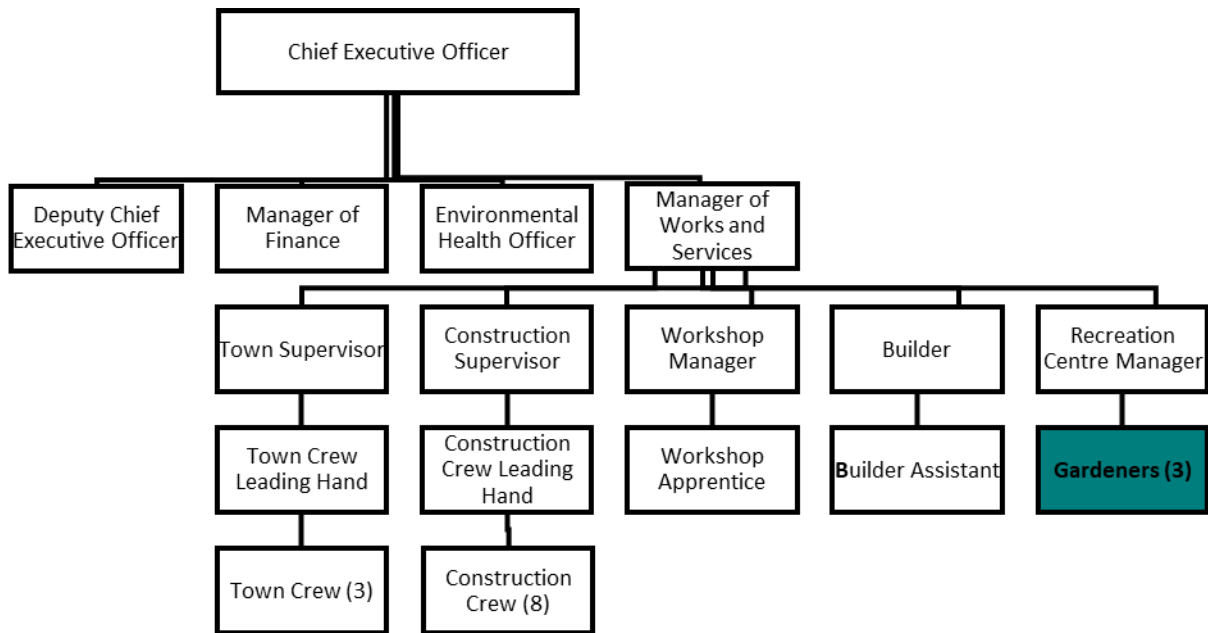 Chief Executive Officer
Deputy Chief
Executive Officer
Manager of
Finance
Environmental
Health Officer
Manager of
Works and
Services
Town Supervisor
Construction
Supervisor
Workshop
Manager
Builder
Recreation
Centre Manager
Town Crew
Leading Hand
Construction
Crew Leading
Hand
Workshop
Apprentice
Builder Assistant
Gardeners (3)
Town Crew (3)
Construction
Crew (8)